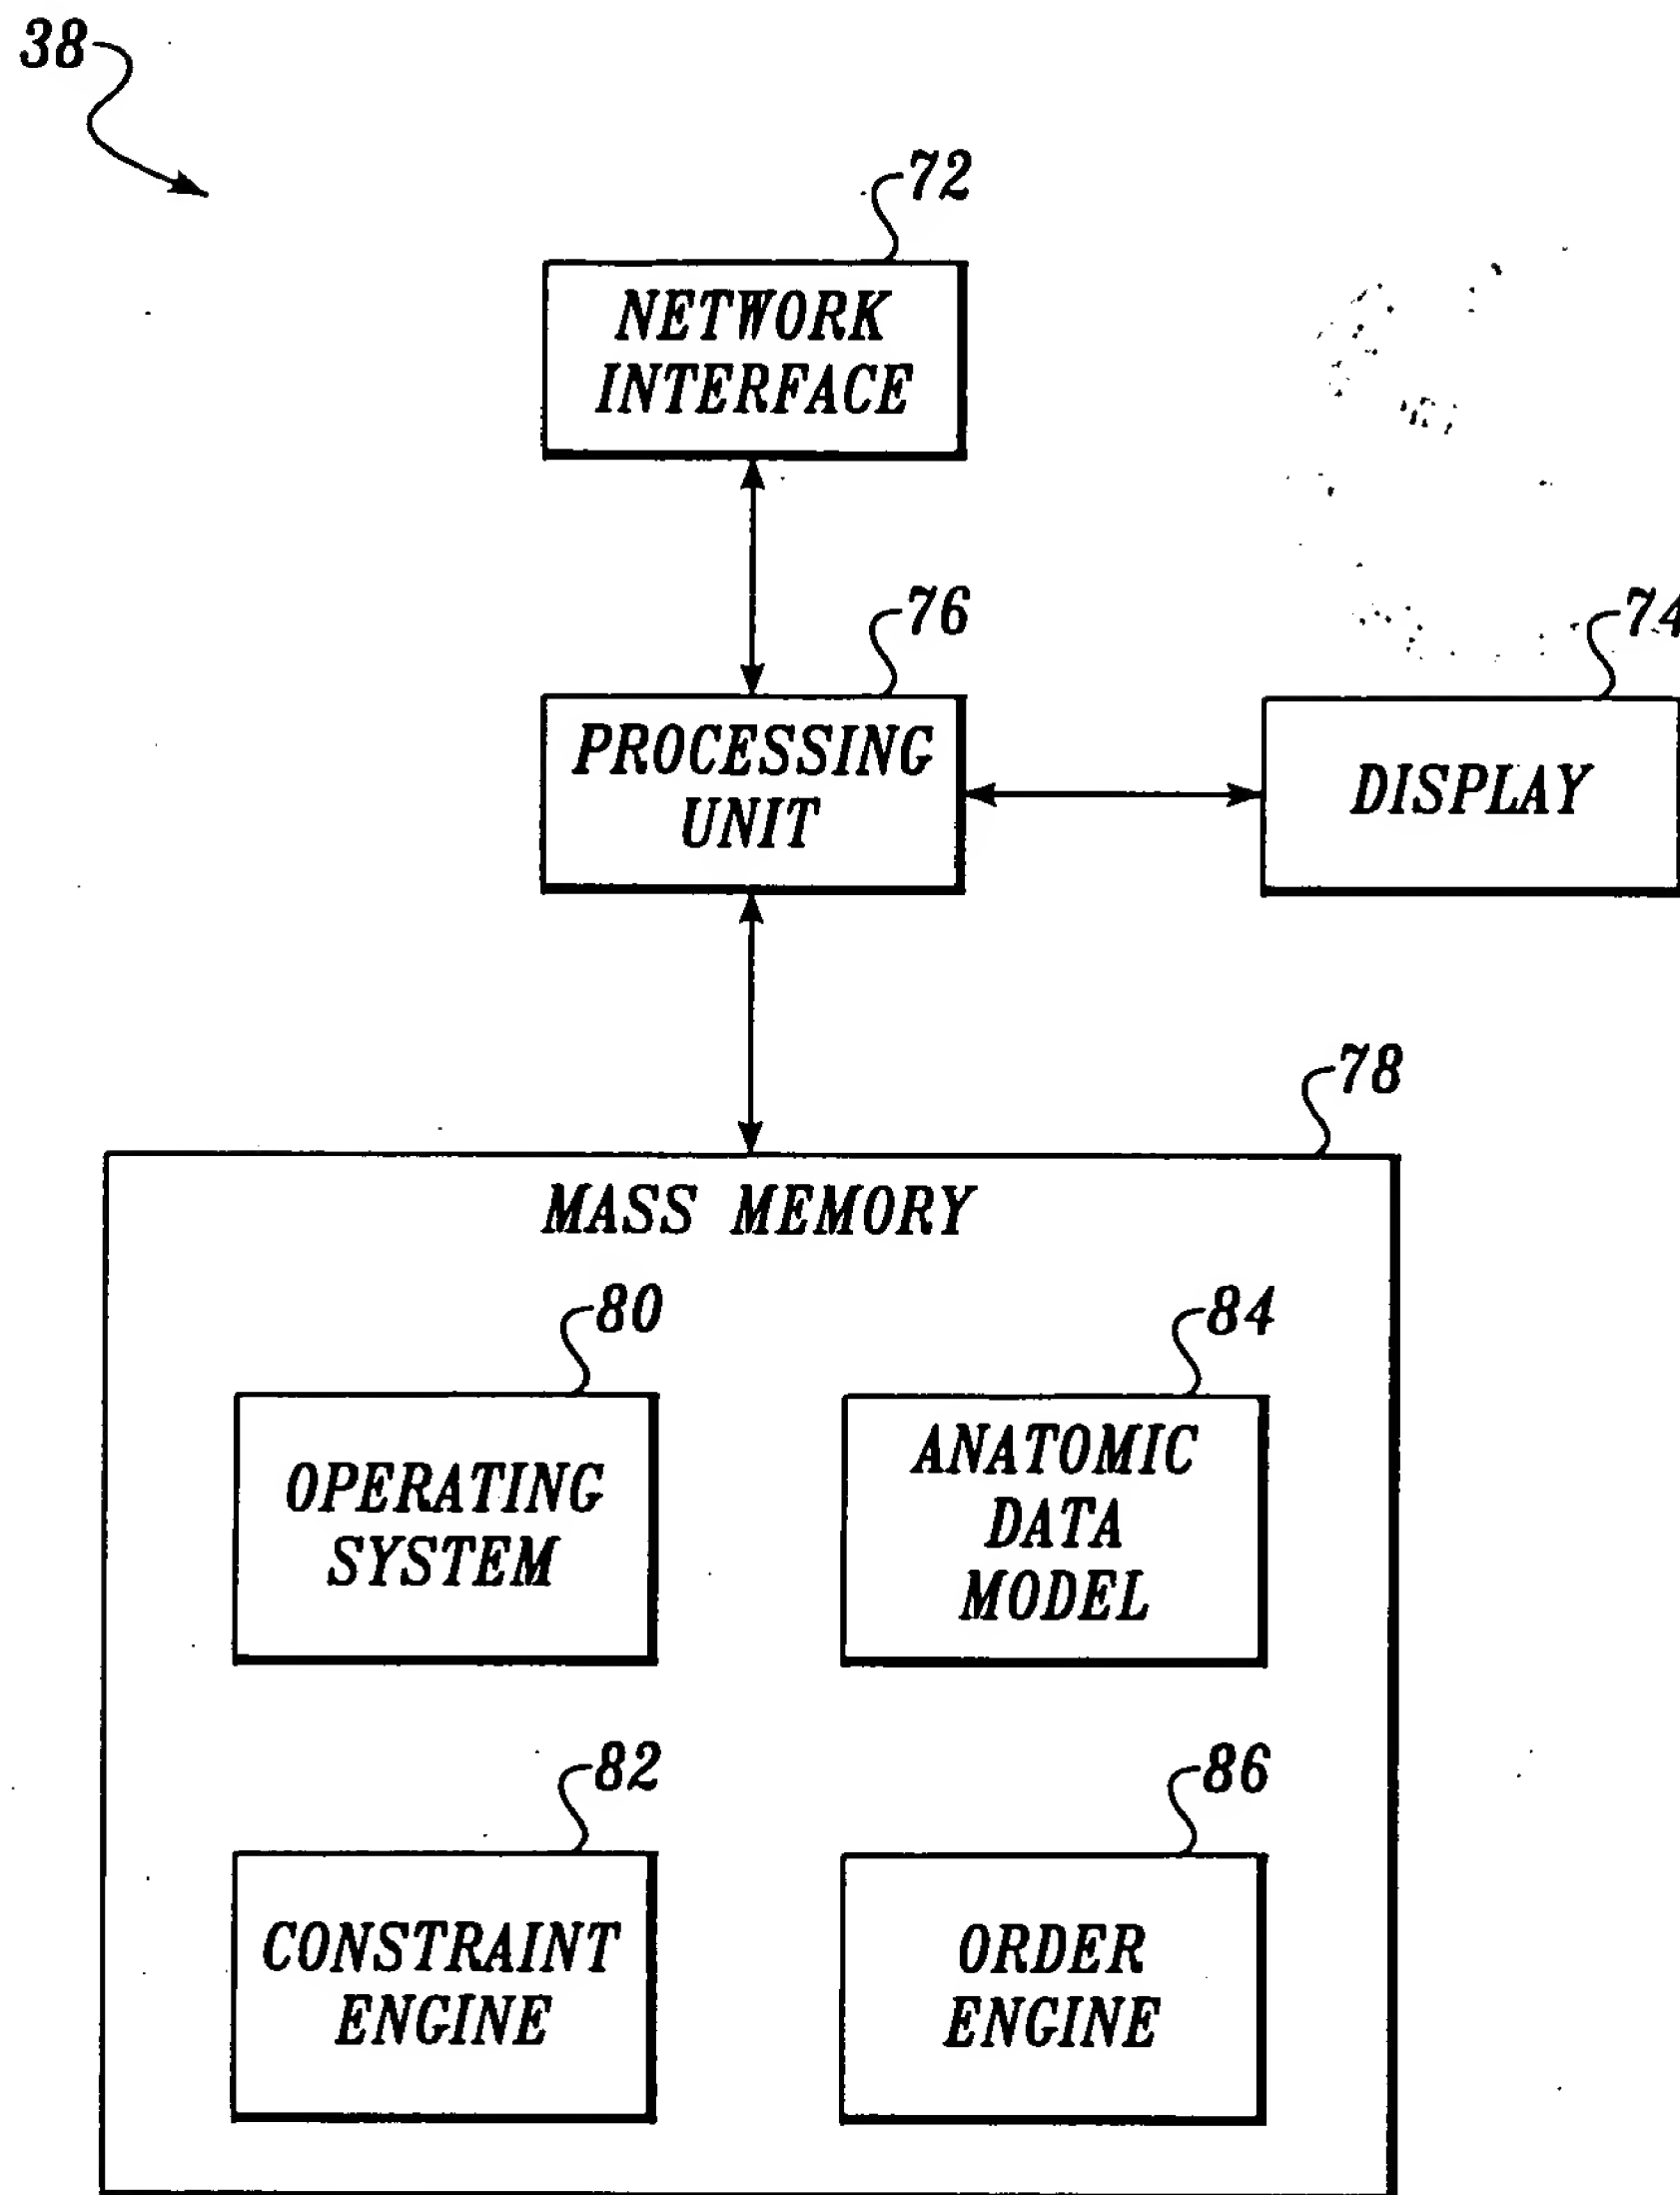 38
72
NETWORK
INTERFACE
76
74
PROCESSING
UNIT
DISPLAY
78
MASS MEMORY
80
84
OPERATING
SYSTEM
ANATOMIC
DATA
MODEL
82
86
CONSTRAINT
ENGINE
ORDER
ENGINE